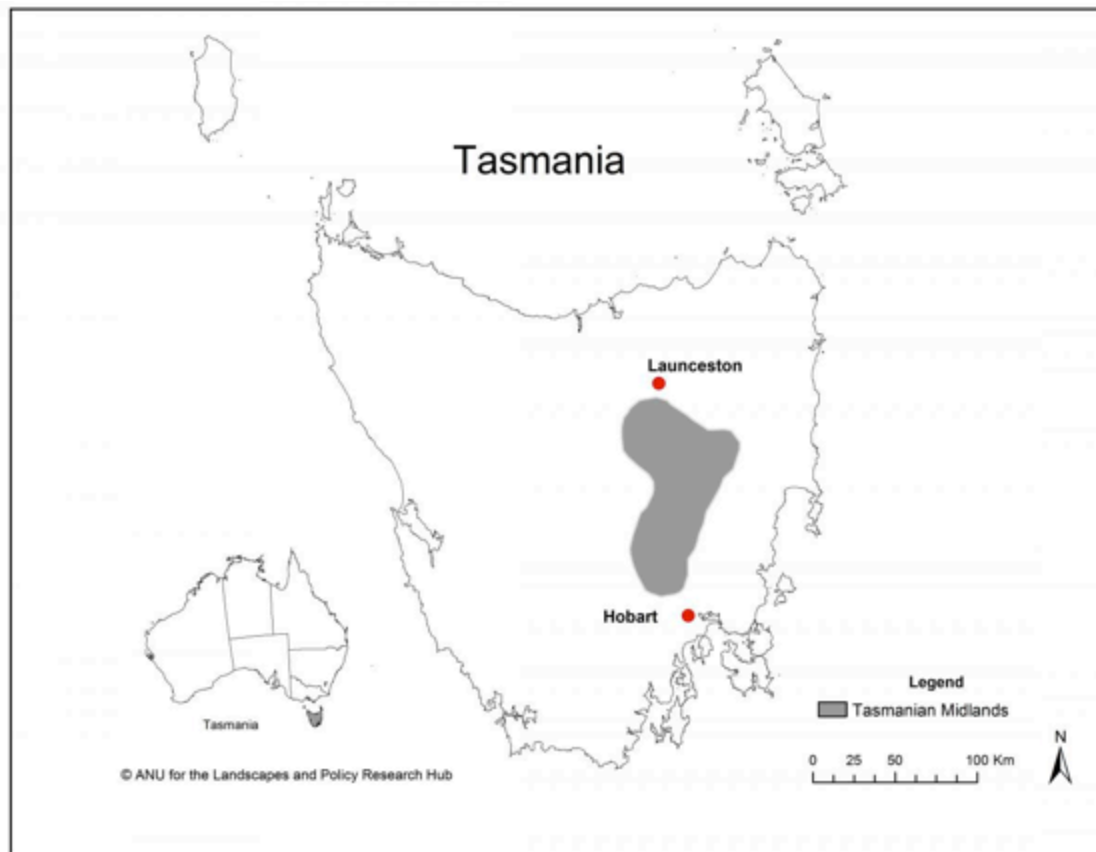 Tasmania
Launceston
Hobart
Legend
Tasmanian Midlands
Tasmania
N
0 25 50 100 Km
© ANU for the Landscapes and Policy Research Hub